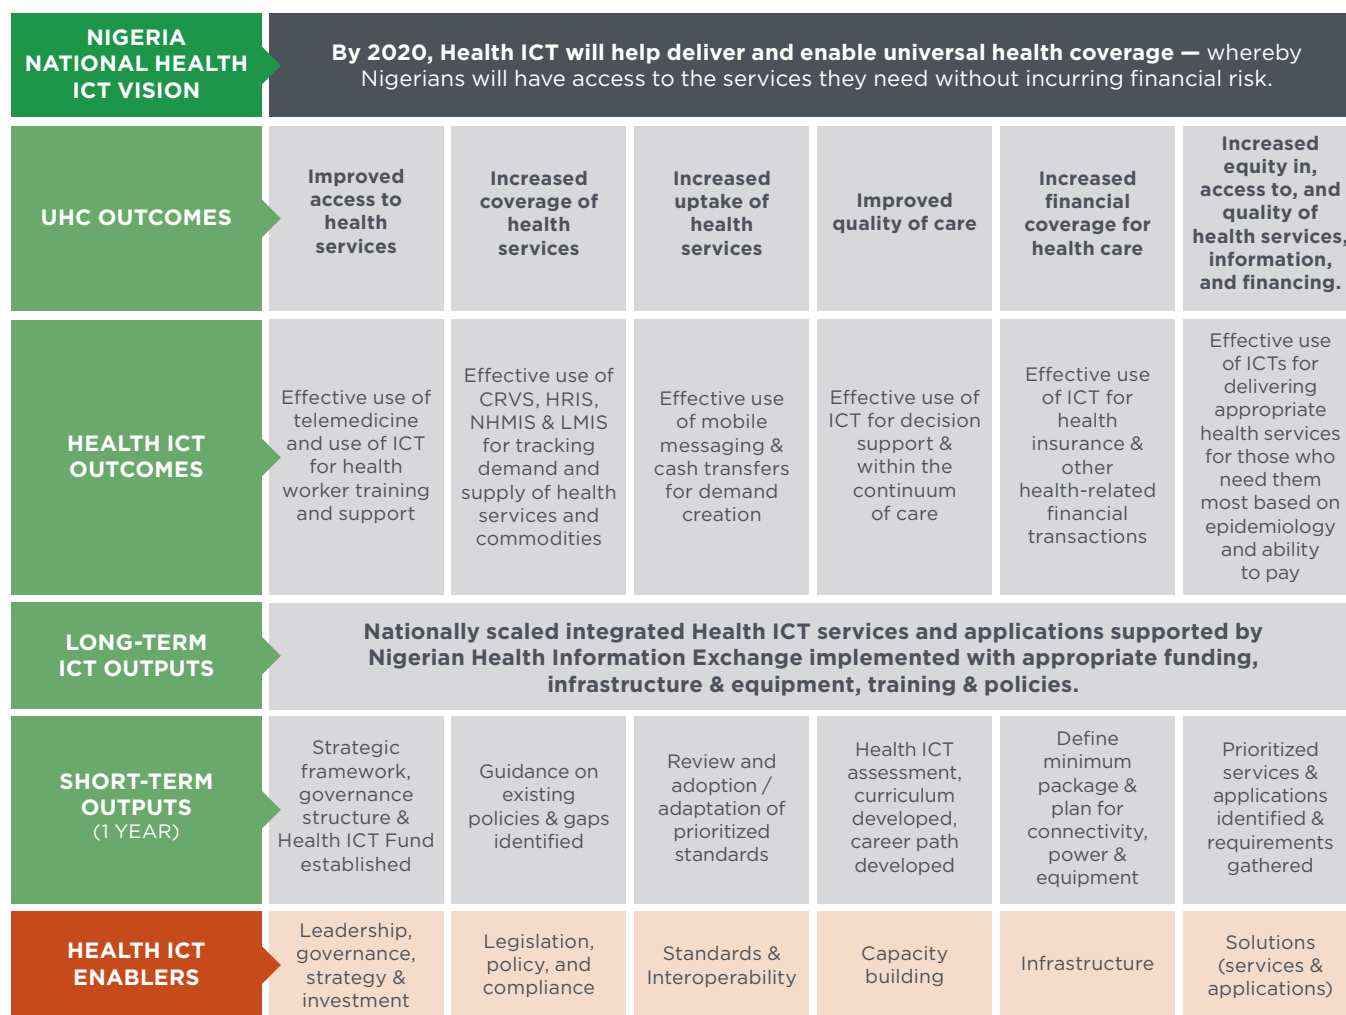 NIGERIA
NATIONAL HEALTH
ICT VISION
By 2020, Health ICT will help deliver and enable universal health coverage — whereby
Nigerians will have access to the services they need without incurring financial risk.
UHC OUTCOMES
Improved
access to
health
services
Increased
coverage of
health
services
Increased
uptake of
health
services
Improved
quality of care
Increased
financial
coverage for
health care
Increased
equity in,
access to, and
quality of
health services,
information,
and financing.
HEALTH ICT
OUTCOMES
Effective use of
telemedicine
and use of ICT
for health
worker training
and support
Effective use of
CRVS, HRIS,
NHMIS & LMIS
for tracking
demand and
supply of health
services and
commodities
Effective use
of mobile
messaging &
cash transfers
for demand
creation
Effective use of
ICT for decision
support &
within the
continuum
of care
Effective use
of ICT for
health
insurance &
other
health-related
financial
transactions
Effective use
of ICTs for
delivering
appropriate
health services
for those who
need them
most based on
epidemiology
and ability
to pay
LONG-TERM
ICT OUTPUTS
Nationally scaled integrated Health ICT services and applications supported by
Nigerian Health Information Exchange implemented with appropriate funding,
infrastructure & equipment, training & policies.
SHORT-TERM
OUTPUTS
(1 YEAR)
Strategic
framework,
governance
structure &
Health ICT Fund
established
Guidance on
existing
policies & gaps
identified
Review and
adoption /
adaptation of
prioritized
standards
Health ICT
assessment,
curriculum
developed,
career path
developed
Define
minimum
package &
plan for
connectivity,
power &
equipment
Prioritized
services &
applications
identified &
requirements
gathered
HEALTH ICT
ENABLERS
Leadership,
governance,
strategy &
investment
Legislation,
policy, and
compliance
Standards &
Interoperability
Capacity
building
Infrastructure
Solutions
(services &
applications)